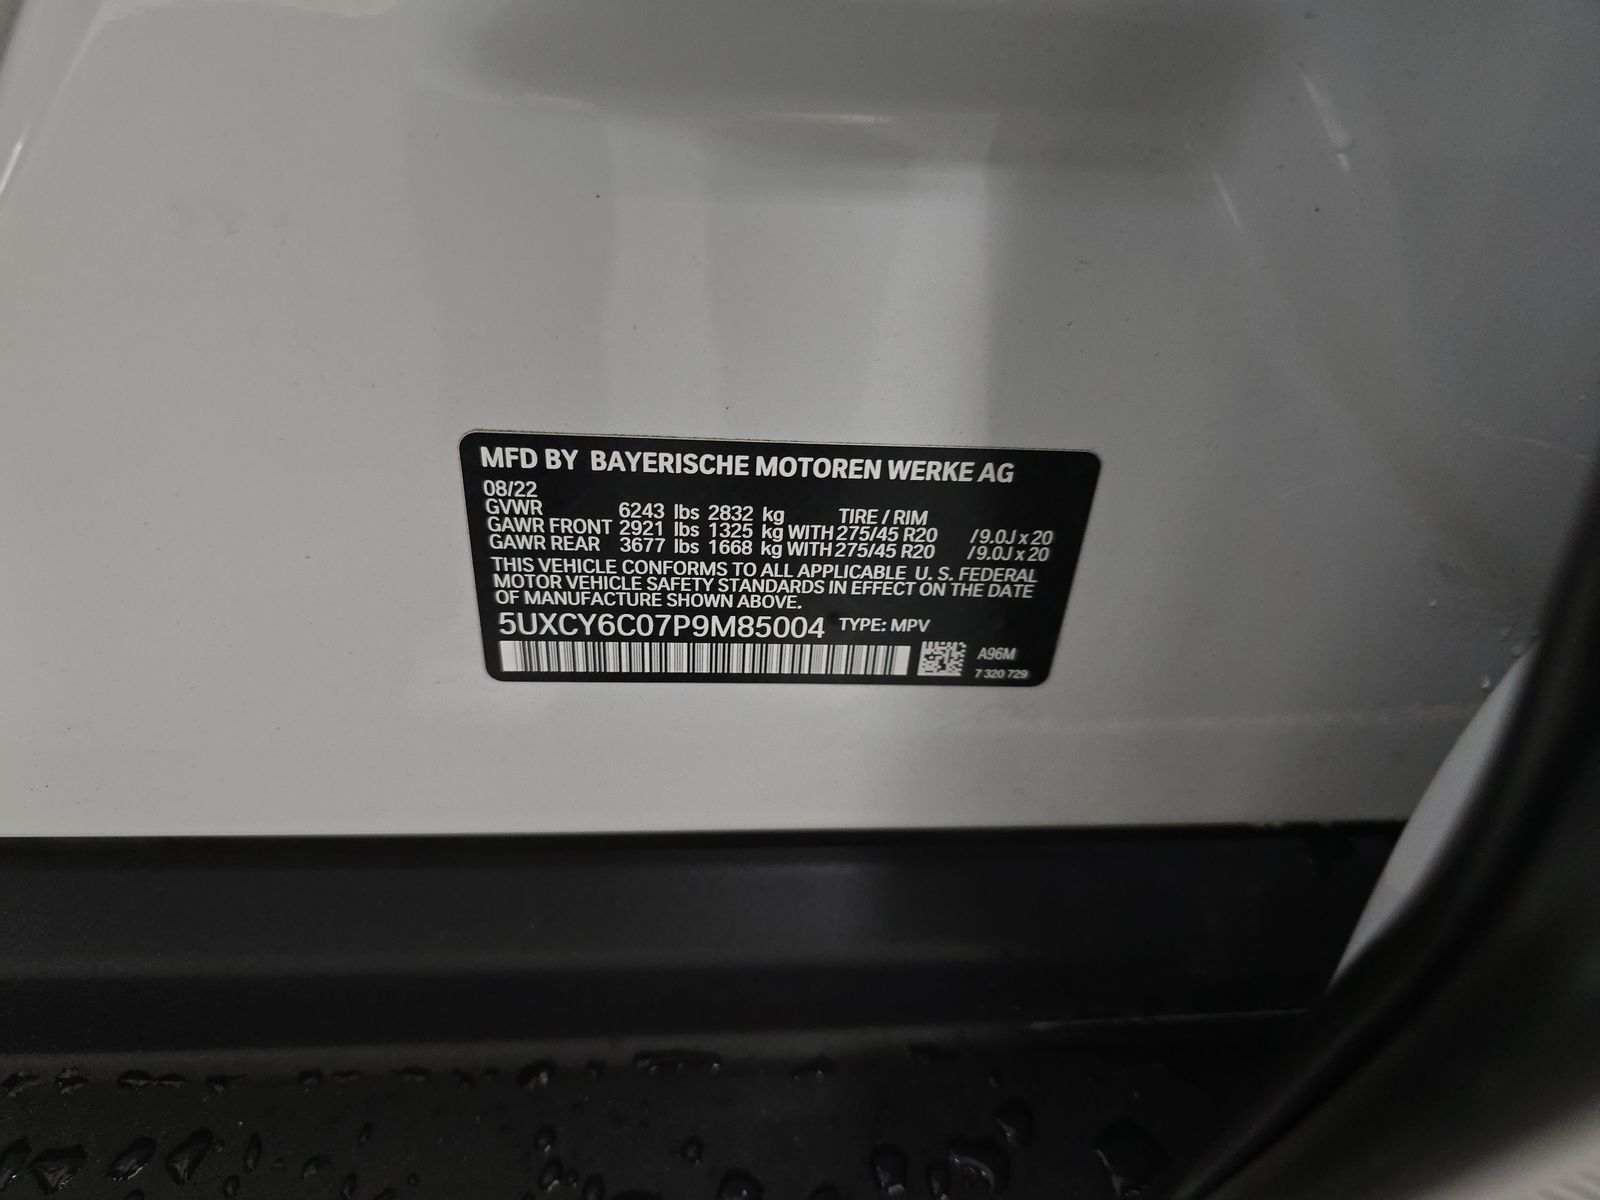 MFD BY BAYERISCHE MOTOREN WERKE AG
08/22
GVWR 6243 lbs 2832 kg TIRE / RIM
GAWR FRONT 2921 lbs 1325 kg WITH 275/45 R20 /9.0J x 20
GAWR REAR 3677 lbs 1668 kg WITH 275/45 R20 /9.0J x 20
THIS VEHICLE CONFORMS TO ALL APPLICABLE U. S. FEDERAL
MOTOR VEHICLE SAFETY STANDARDS IN EFFECT ON THE DATE
OF MANUFACTURE SHOWN ABOVE.
5UXCY6C07P9M85004 TYPE: MPV
A96M
7 320 729